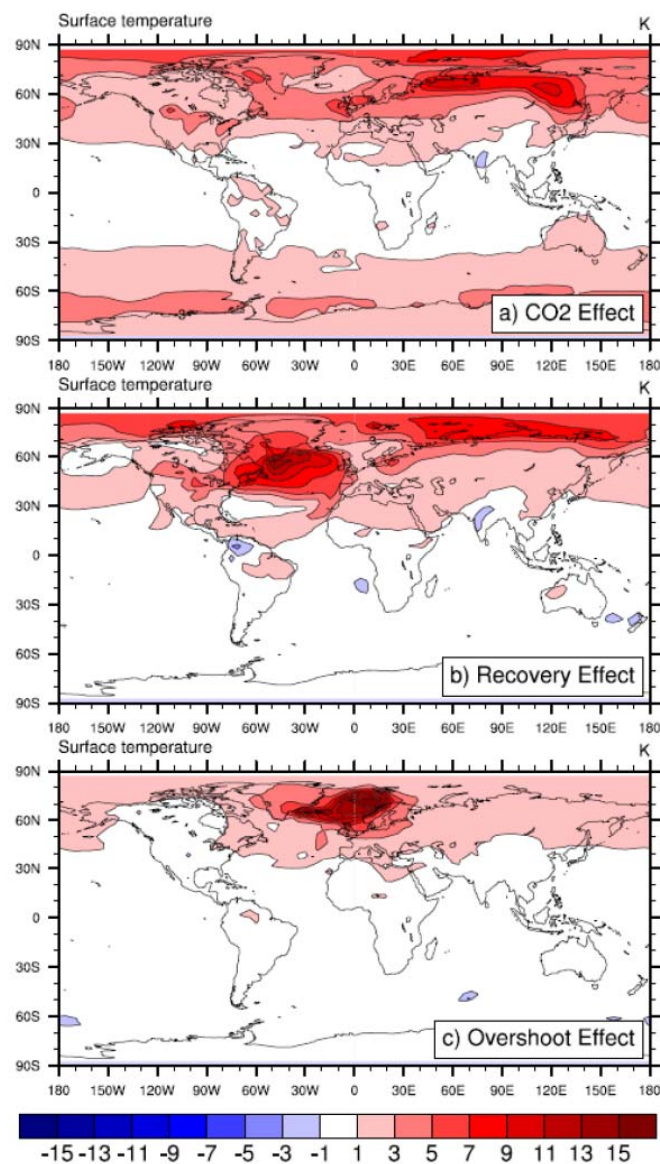 Surface temperature K
90N
60N
30N
0
30S
60S
90S
a) CO2 Effect
180 150W 120W 90W 60W 30W 0 30E 60E 90E 120E 150E 180
Surface temperature K
90N
60N
30N
0
30S
60S
90S
b) Recovery Effect
180 150W 120W 90W 60W 30W 0 30E 60E 90E 120E 150E 180
Surface temperature K
90N
60N
30N
0
30S
60S
90S
c) Overshoot Effect
180 150W 120W 90W 60W 30W 0 30E 60E 90E 120E 150E 180
-15 -13 -11 -9 -7 -5 -3 -1 1 3 5 7 9 11 13 15